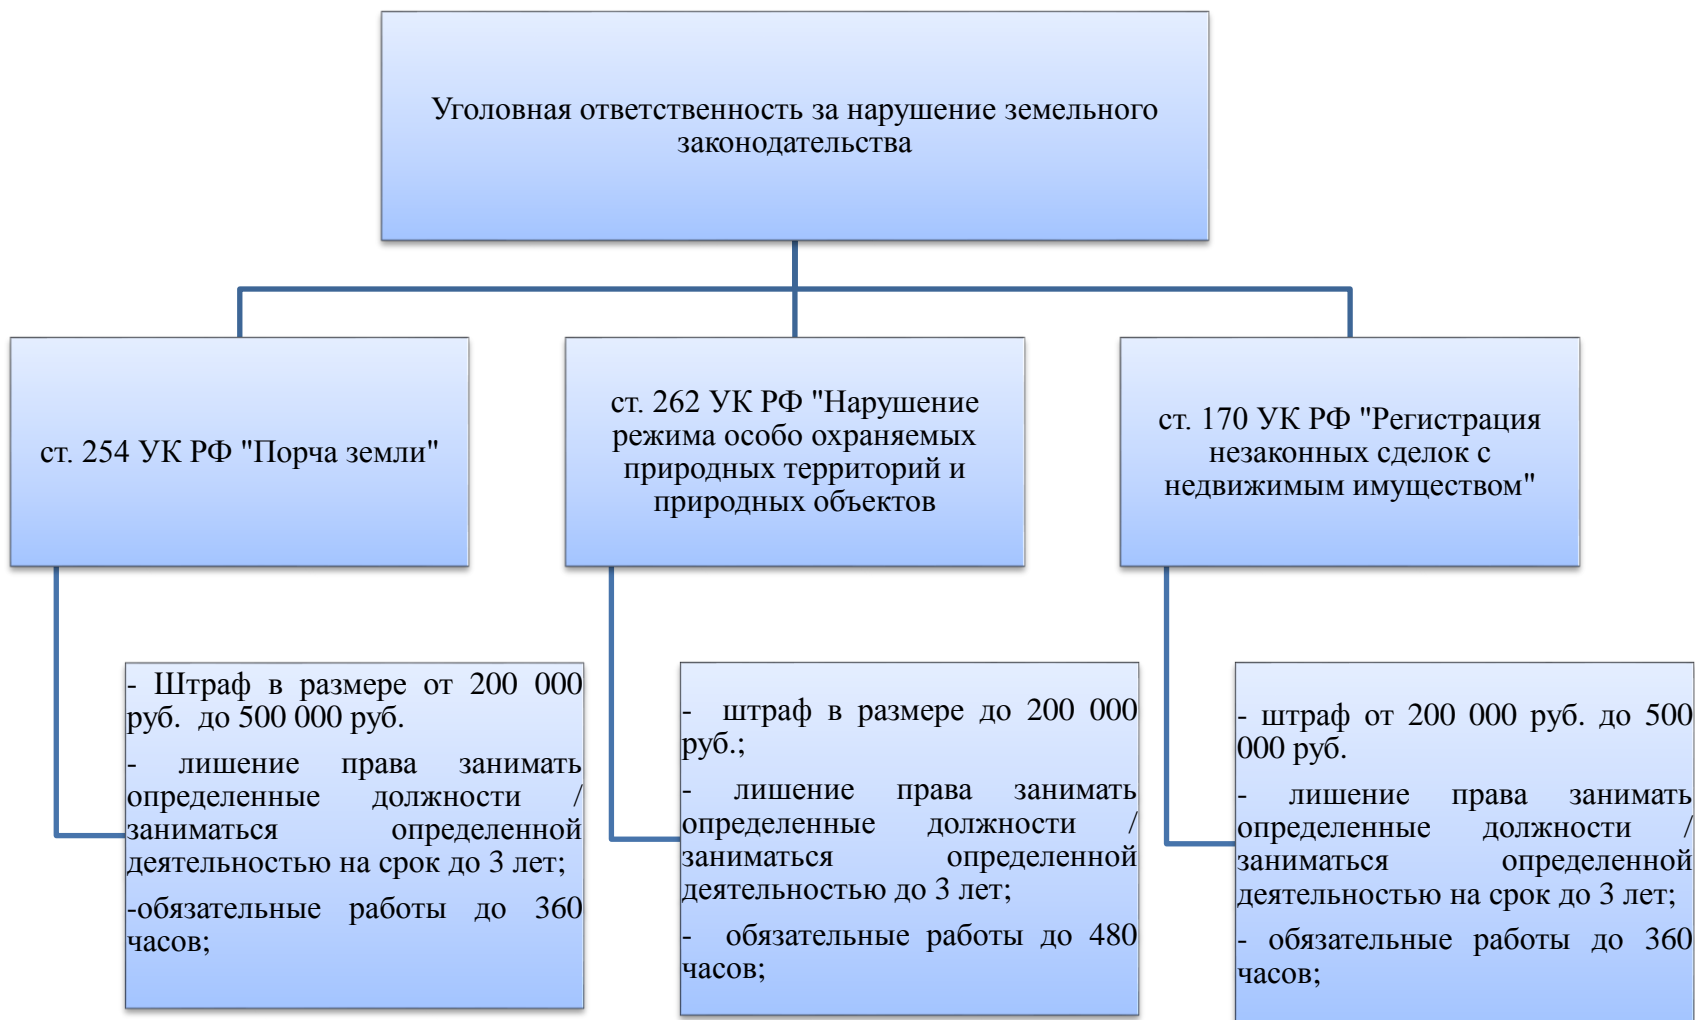 Уголовная ответственность за нарушение земельного
законодательства
ст. 254 УК РФ "Порча земли"
ст. 262 УК РФ "Нарушение
режима особо охраняемых
природных территорий и
природных объектов
ст. 170 УК РФ "Регистрация
незаконных сделок с
недвижимым имуществом"
- Штраф в размере от 200 000
руб. до 500 000 руб.
- лишение права занимать
определенные должности /
заниматься определенной
деятельностью на срок до 3 лет;
-обязательные работы до 360
часов;
- штраф в размере до 200 000
руб.;
- лишение права занимать
определенные должности /
заниматься определенной
деятельностью до 3 лет;
- обязательные работы до 480
часов;
- штраф от 200 000 руб. до 500
000 руб.
- лишение права занимать
определенные должности /
заниматься определенной
деятельностью на срок до 3 лет;
- обязательные работы до 360
часов;